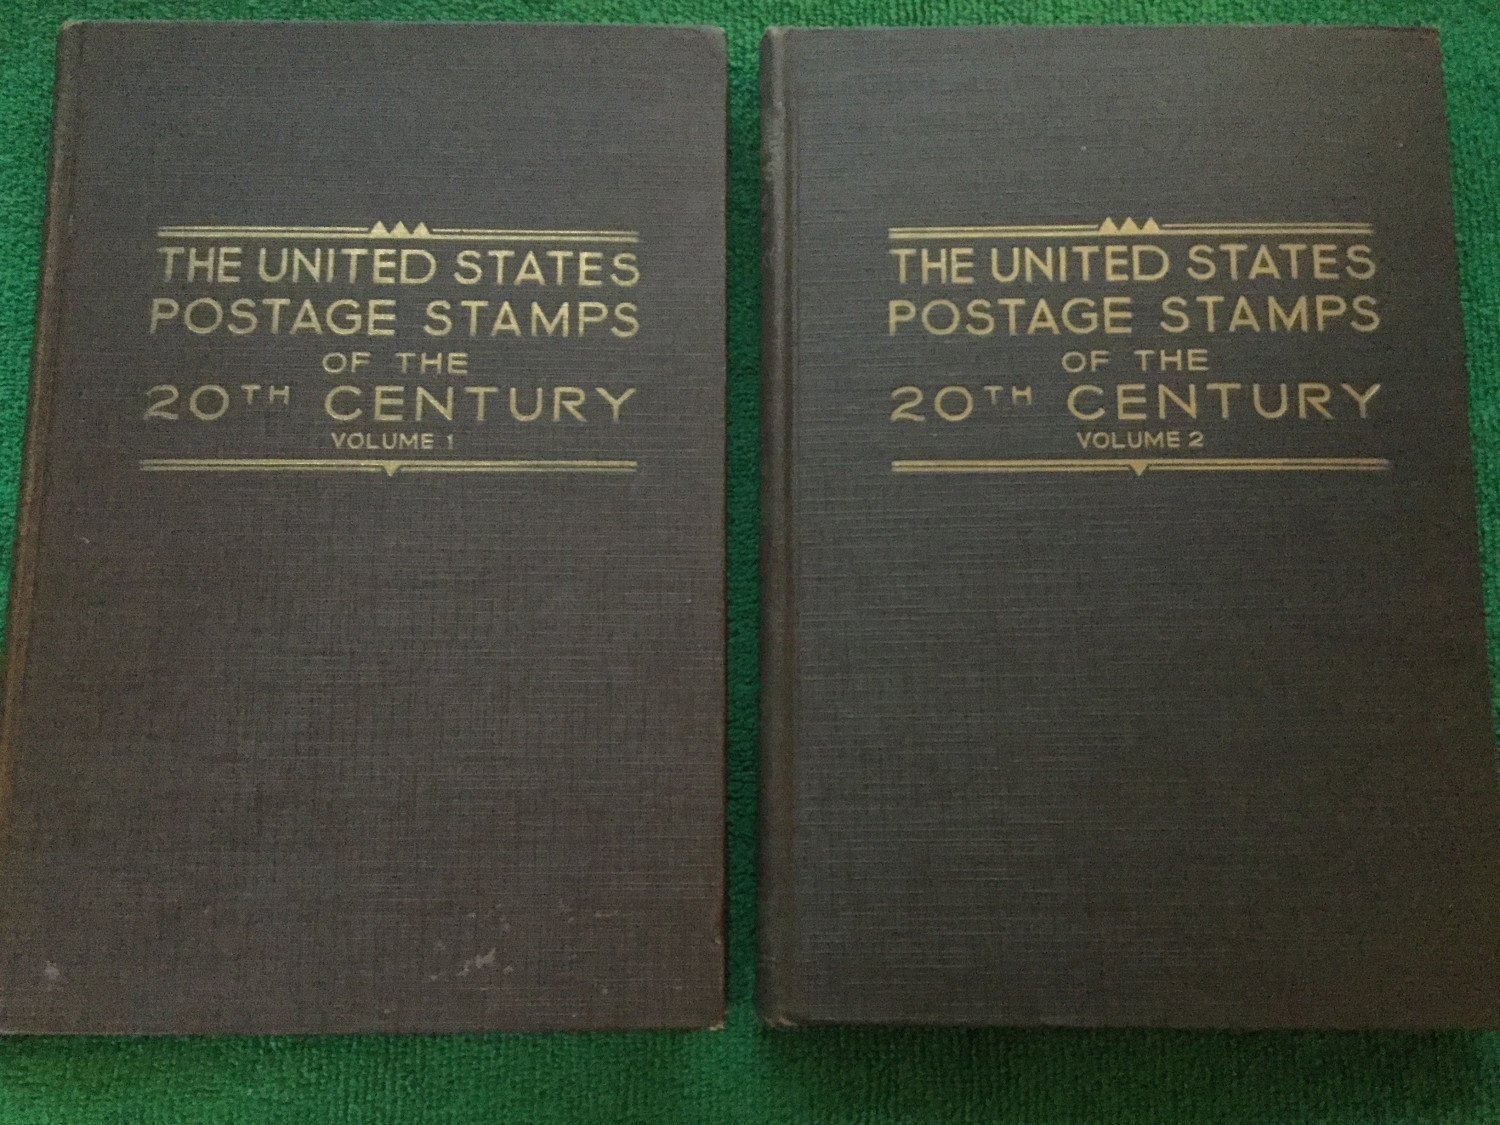 THE UNITED STATES
POSTAGE STAMPS
OF THE
20TH CENTURY
VOLUME 1
THE UNITED STATES
POSTAGE STAMPS
OF THE
20TH CENTURY
VOLUME 2